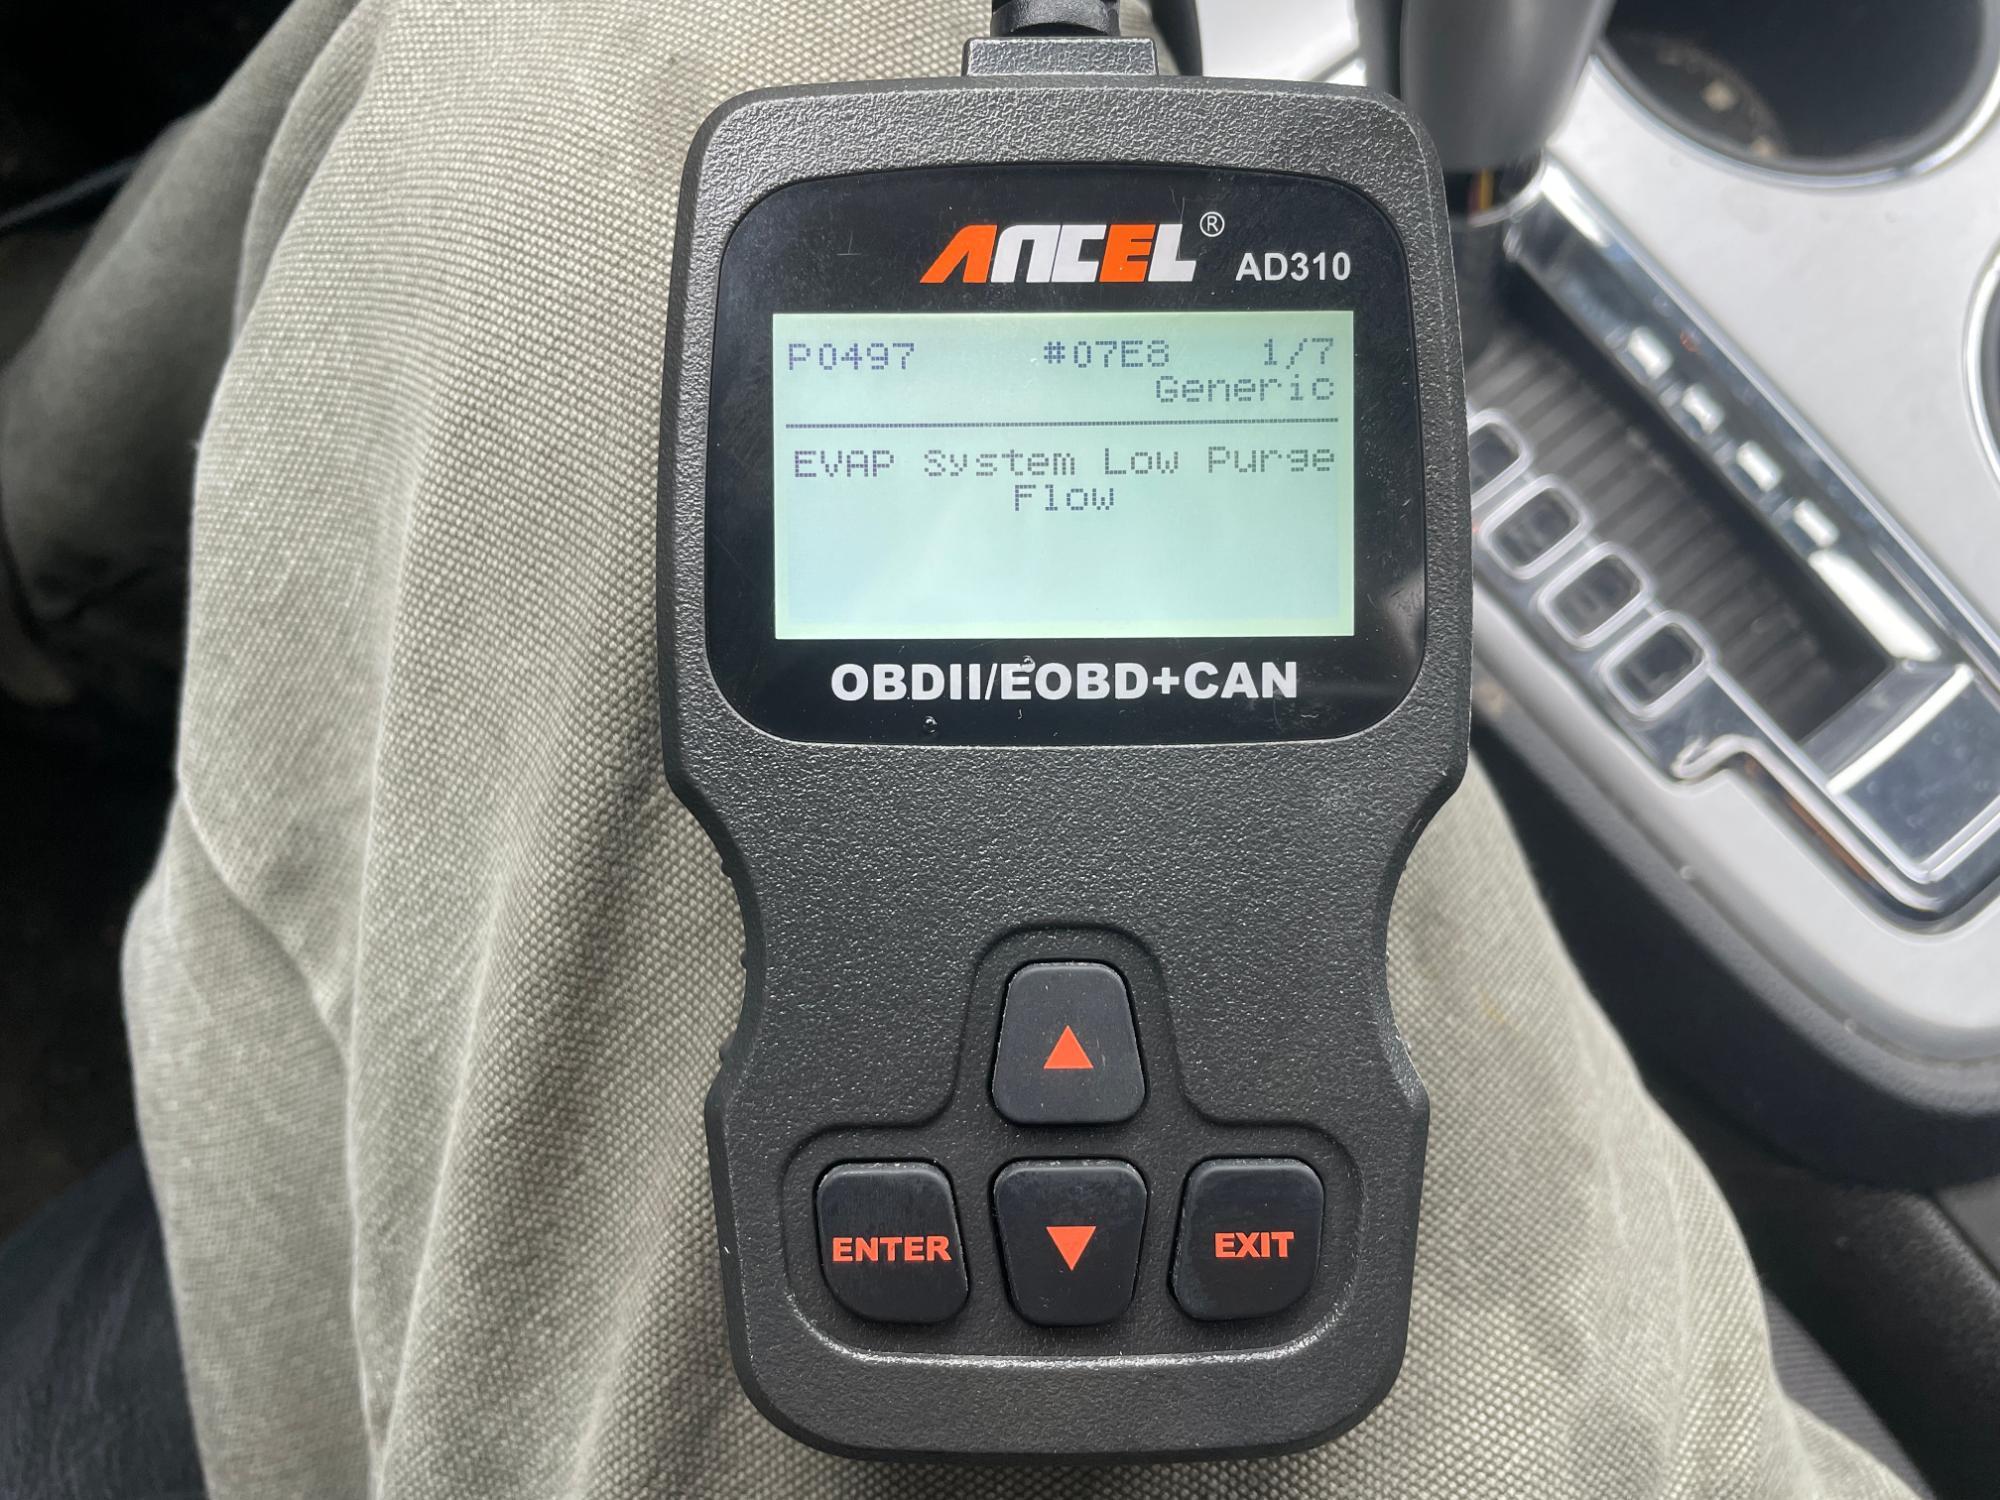 ANCEL® AD310
P0497 #07E8 1/7
Generic
EVAP System Low Purge
Flow
OBDII/EOBD+CAN
ENTER EXIT